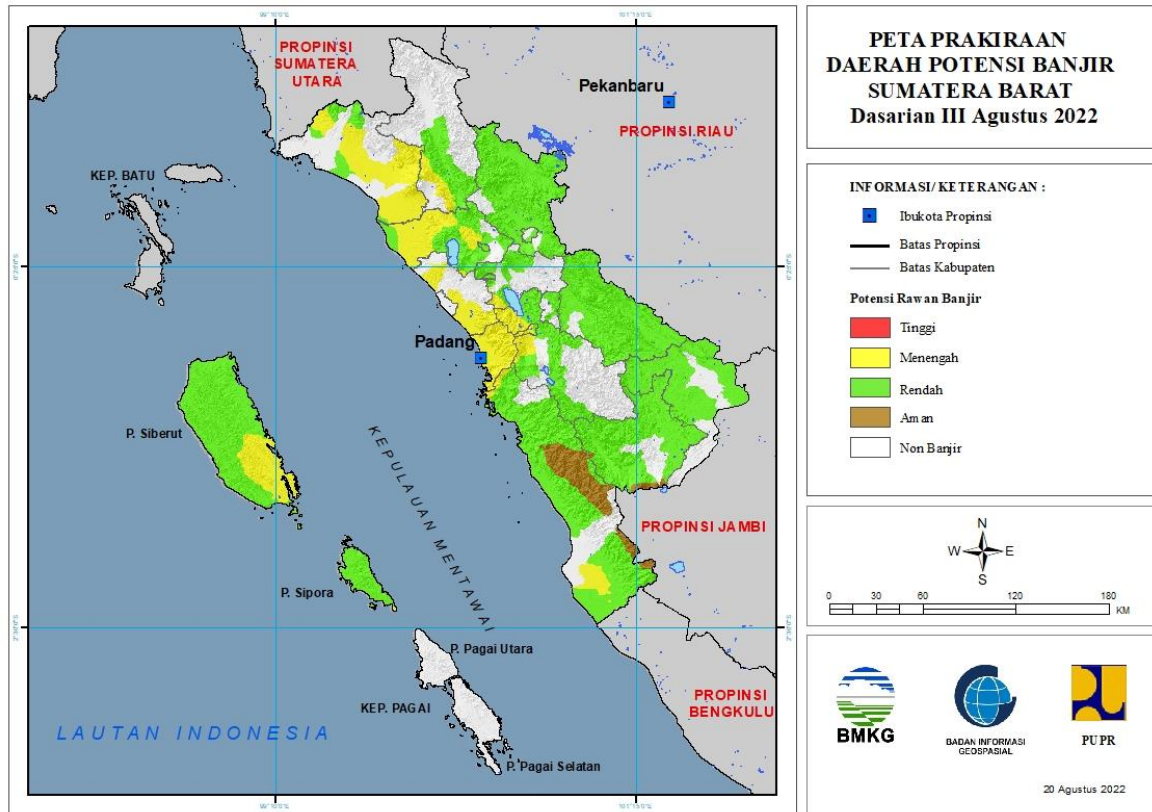 PETA PRAKIRAAN
DAERAH POTENSI BANJIR
SUMATERA BARAT
Dasarian III Agustus 2022
INFORMASI/ KETERANGAN :
Ibukota Propinsi
Batas Propinsi
Batas Kabupaten
Potensi Rawan Banjir
Tinggi
Menengah
Rendah
Aman
Non Banjir
N
W E
S
0 30 60 120 180
KM
BMKG
BADAN INFORMASI
GEOSPASIAL
PUPR
20 Agustus 2022
PROPINSI
SUMATERA
UTARA
Pekanbaru
PROPINSI RIAU
KEP. BATU
Padang
P. Siberut
KEPULAUAN MENTAWAI
PROPINSI JAMBI
P. Sipora
P. Pagai Utara
KEP. PAGAI
PROPINSI
BENGKULU
LAUTAN INDONESIA
P. Pagai Selatan